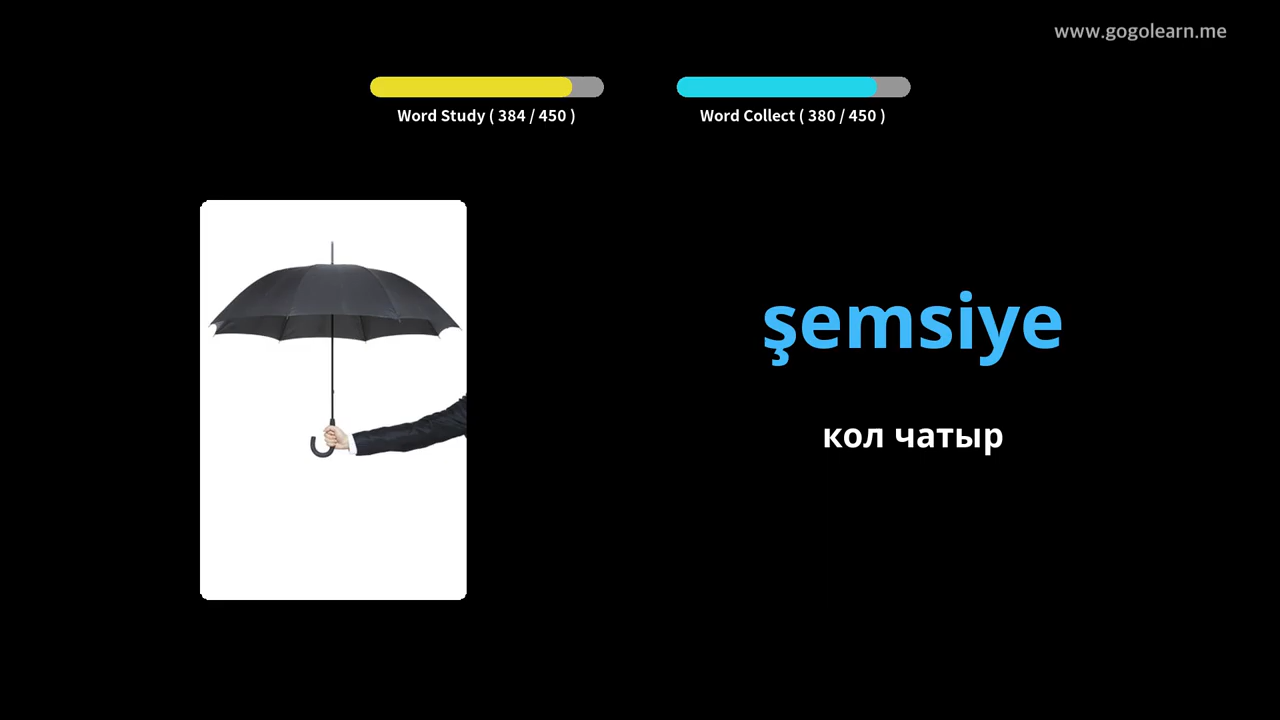 www.gogolearn.me
Word Study ( 384 / 450 )
Word Collect ( 380 / 450 )
şemsiye
кол чатыр